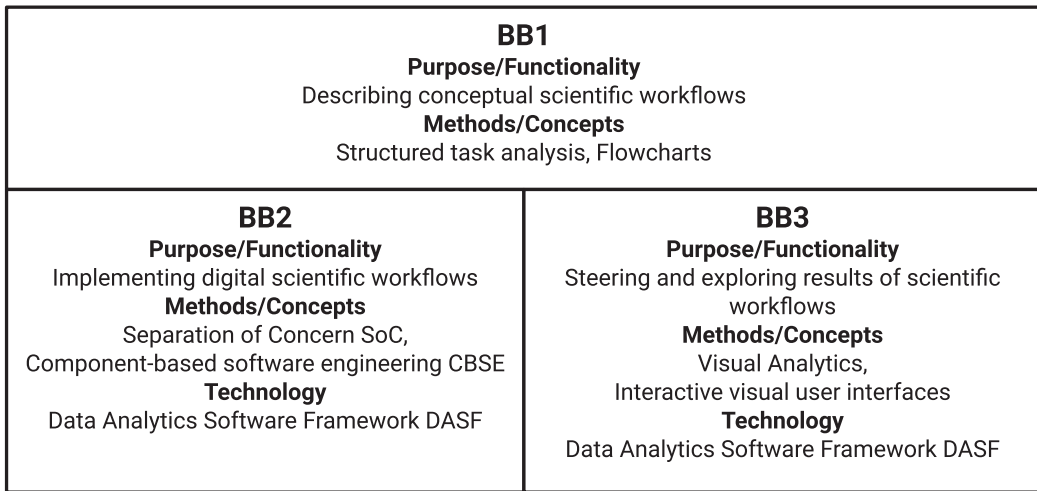 BB1
Purpose/Functionality
Describing conceptual scientific workflows
Methods/Concepts
Structured task analysis, Flowcharts
BB2
Purpose/Functionality
Implementing digital scientific workflows
Methods/Concepts
Separation of Concern SoC,
Component-based software engineering CBSE
Technology
Data Analytics Software Framework DASF
BB3
Purpose/Functionality
Steering and exploring results of scientific
workflows
Methods/Concepts
Visual Analytics,
Interactive visual user interfaces
Technology
Data Analytics Software Framework DASF